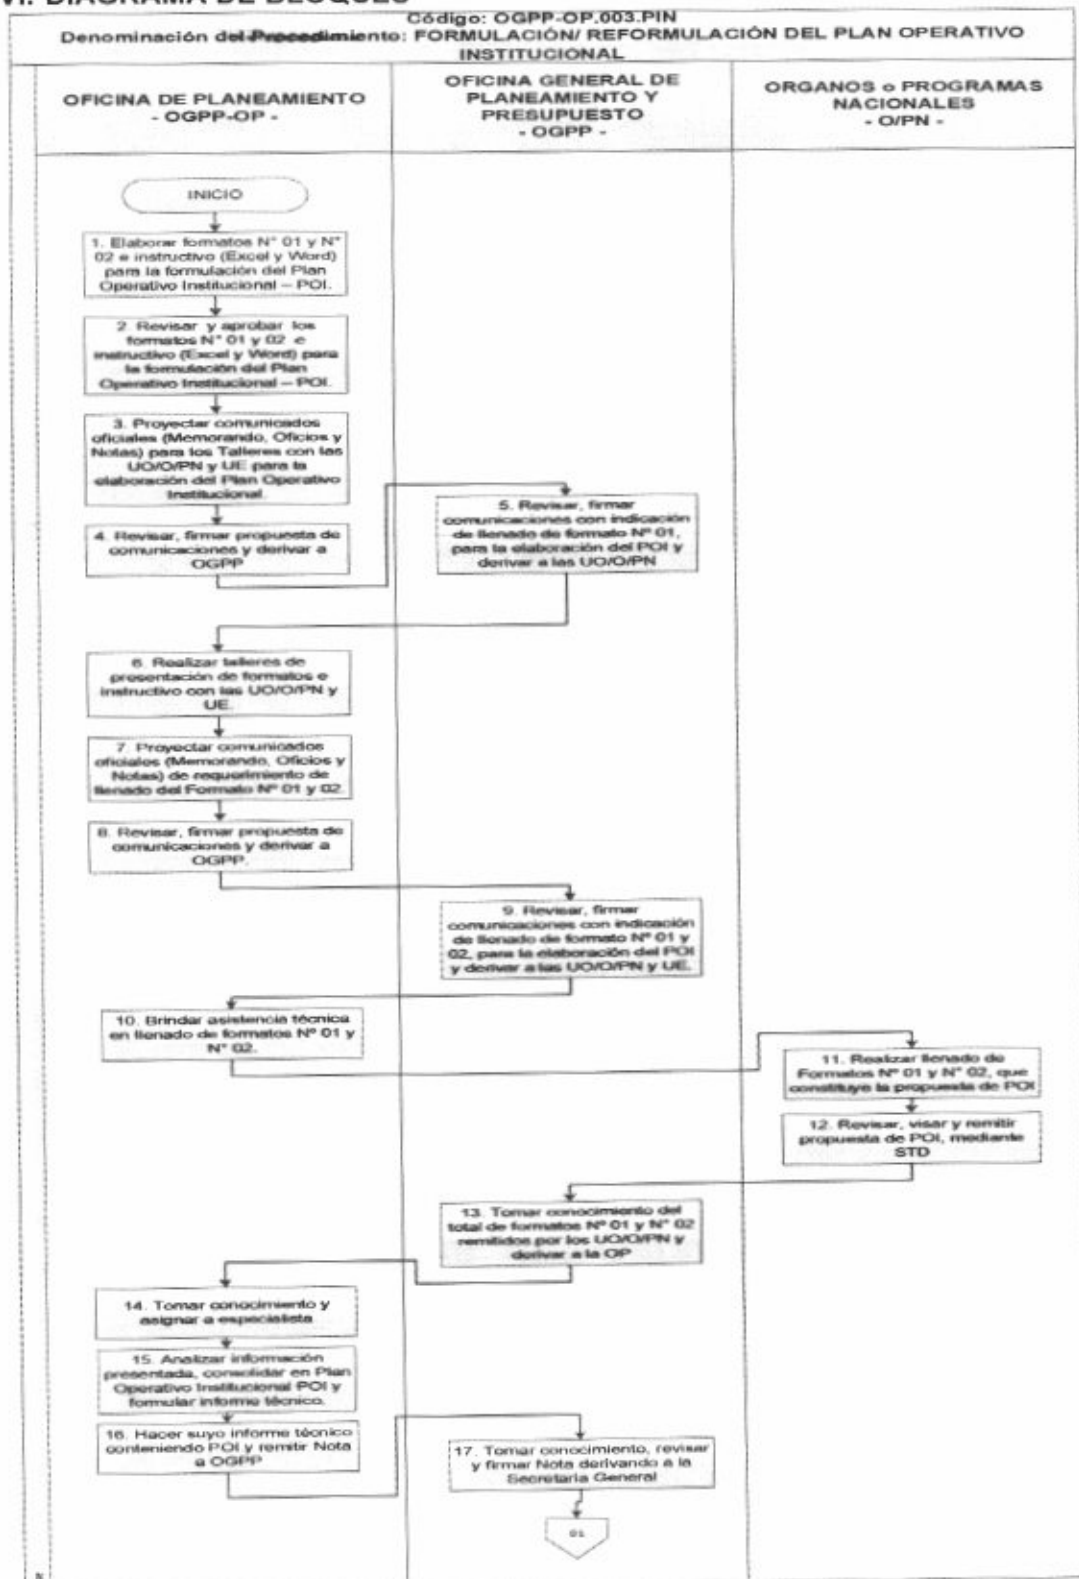 VI. DIAGRAMA DE BLOQUES
Código: OGPP-OP.003.PIN
Denominación del Procedimiento: FORMULACIÓN/ REFORMULACIÓN DEL PLAN OPERATIVO
INSTITUCIONAL
OFICINA DE PLANEAMIENTO
- OGPP-OP -
OFICINA GENERAL DE
PLANEAMIENTO Y
PRESUPUESTO
- OGPP -
ORGANOS o PROGRAMAS
NACIONALES
- O/PN -
INICIO
1. Elaborar formatos N° 01 y N°
02 e instructivo (Excel y Word)
para la formulación del Plan
Operativo Institucional – POI.
2. Revisar y aprobar los
formatos N° 01 y 02 e
instructivo (Excel y Word) para
la formulación del Plan
Operativo Institucional – POI.
3. Proyectar comunicados
oficiales (Memorando, Oficios y
Notas) para los Talleres con las
UO/O/PN y UE para la
elaboración del Plan Operativo
Institucional.
4. Revisar, firmar propuesta de
comunicaciones y derivar a
OGPP
5. Revisar, firmar
comunicaciones con indicación
de llenado de formato Nº 01,
para la elaboración del POI y
derivar a las UO/O/PN
6. Realizar talleres de
presentación de formatos e
instructivo con las UO/O/PN y
UE.
7. Proyectar comunicados
oficiales (Memorando, Oficios y
Notas) de requerimiento de
llenado del Formato Nº 01 y 02.
8. Revisar, firmar propuesta de
comunicaciones y derivar a
OGPP.
9. Revisar, firmar
comunicaciones con indicación
de llenado de formato Nº 01 y
02, para la elaboración del POI
y derivar a las UO/O/PN y UE.
10. Brindar asistencia técnica
en llenado de formatos Nº 01 y
N° 02.
11. Realizar llenado de
Formatos Nº 01 y N° 02, que
constituye la propuesta de POI
12. Revisar, visar y remitir
propuesta de POI, mediante
STD
13. Tomar conocimiento del
total de formatos Nº 01 y N° 02
remitidos por los UO/O/PN y
derivar a la OP
14. Tomar conocimiento y
asignar a especialista
15. Analizar información
presentada, consolidar en Plan
Operativo Institucional POI y
formular informe técnico.
16. Hacer suyo informe técnico
conteniendo POI y remitir Nota
a OGPP
17. Tomar conocimiento, revisar
y firmar Nota derivando a la
Secretaria General
01